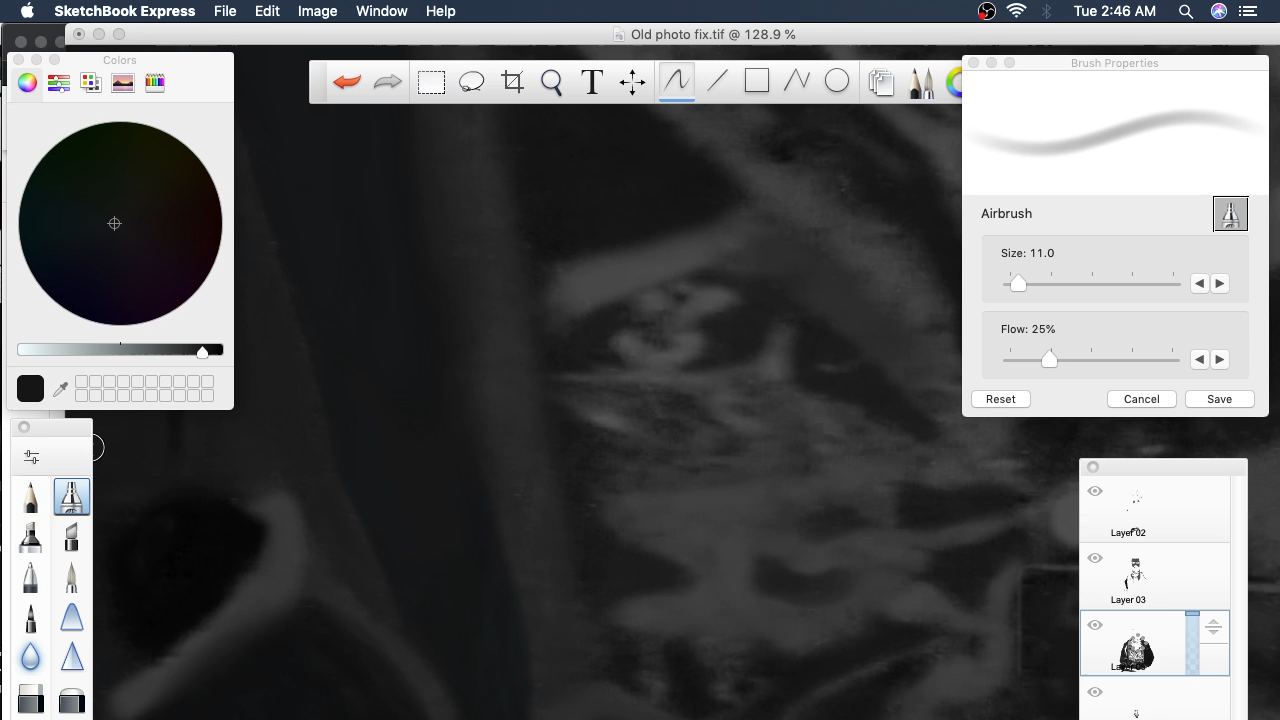 SketchBook Express File Edit Image Window Help Tue 2:46 AM
Old photo fix.tif @ 128.9 %
Colors
T
Brush Properties
Airbrush
Size: 11.0
Flow: 25%
Reset Cancel Save
Layer 02
Layer 03